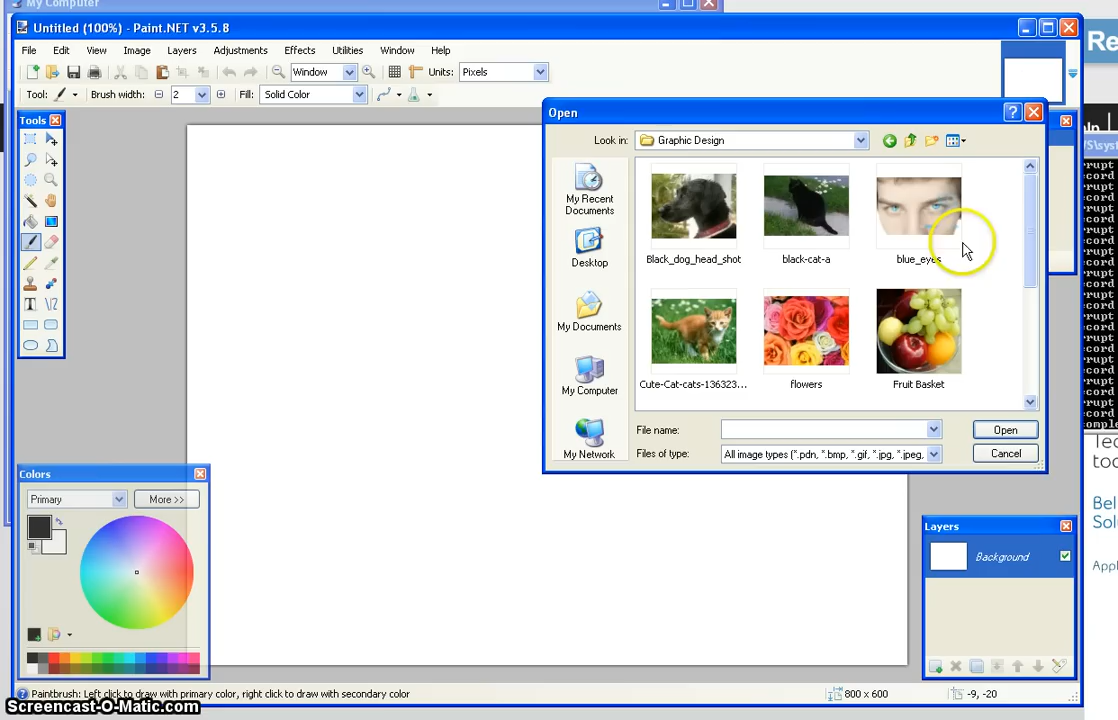 My Computer
Untitled (100%) - Paint.NET v3.5.8
File Edit View Image Layers Adjustments Effects Utilities Window Help
Window Units: Pixels
Tool: Brush width: 2 Fill: Solid Color
Tools
Open
Look in: Graphic Design
My Recent
Documents
Desktop
My Documents
My Computer
My Network
Black_dog_head_shot black-cat-a blue_eyes
Cute-Cat-cats-136323... flowers Fruit Basket
File name: Open
Files of type: All image types (*.pdn, *.bmp, *.gif, *.jpg, *.jpeg, Cancel
Colors
Primary More >>
Layers
Background
Paintbrush: Left click to draw with primary color, right click to draw with secondary color 800 x 600 -9, -20
Screencast-O-Matic.com